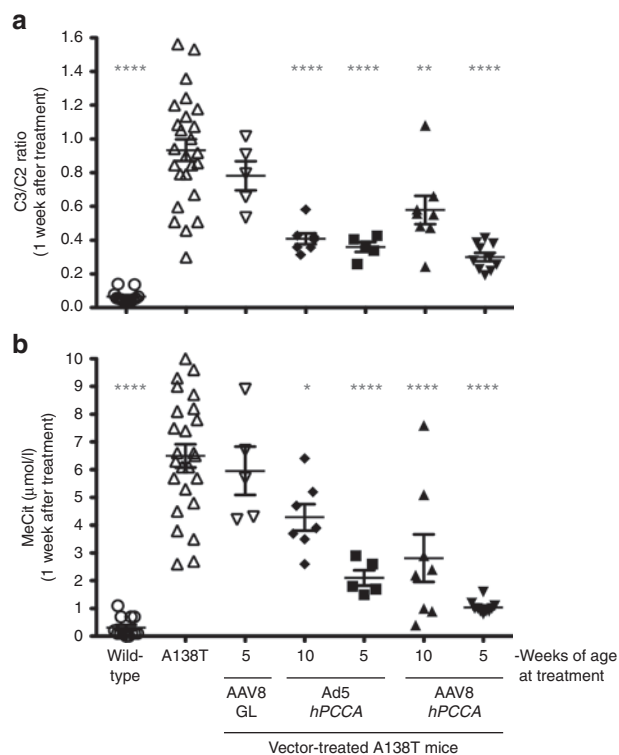 a
C3/C2 ratio
(1 week after treatment)
1.6
1.4
1.2
1.0
0.8
0.6
0.4
0.2
0.0
**** **** **** ** ****
b
MeCit (μmol/l)
(1 week after treatment)
10
9
8
7
6
5
4
3
2
1
0
**** * **** **** ****
Wild- A138T 5 10 5 10 5 -Weeks of age
type at treatment
AAV8 Ad5 AAV8
GL hPCCA hPCCA
Vector-treated A138T mice